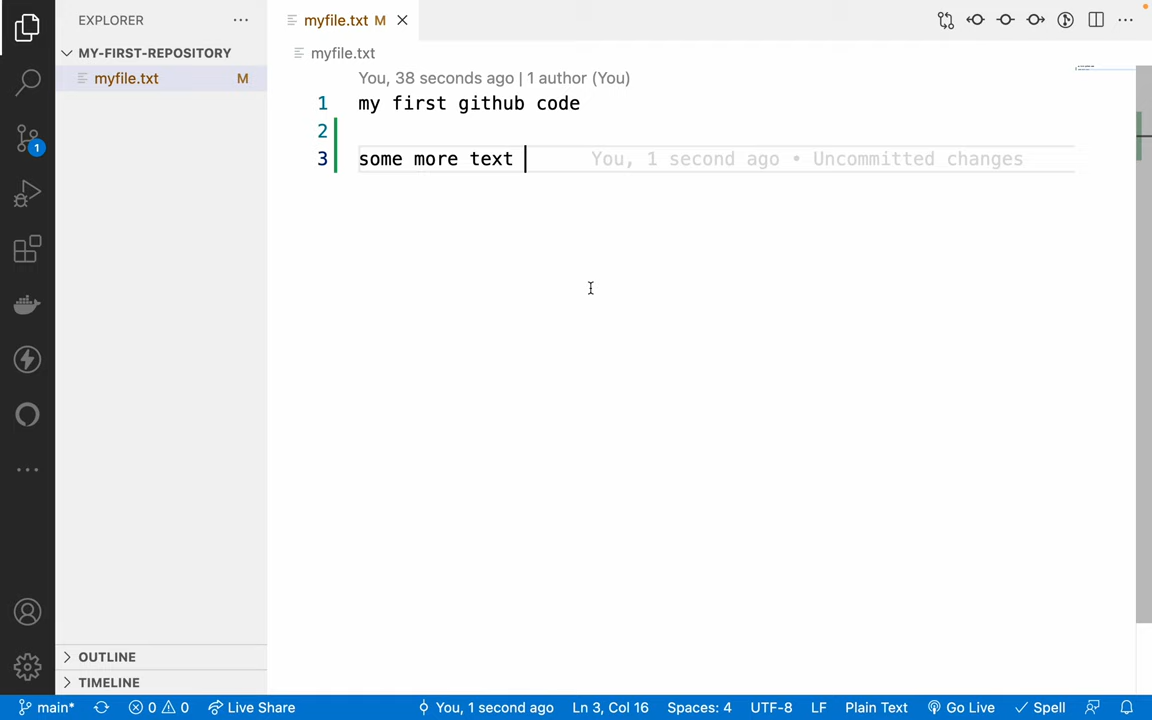 EXPLORER
MY-FIRST-REPOSITORY
myfile.txt M
1
OUTLINE
TIMELINE
myfile.txt M
myfile.txt
You, 38 seconds ago | 1 author (You)
1 my first github code
2
3 some more text You, 1 second ago • Uncommitted changes
main* 0 0 Live Share You, 1 second ago Ln 3, Col 16 Spaces: 4 UTF-8 LF Plain Text Go Live Spell